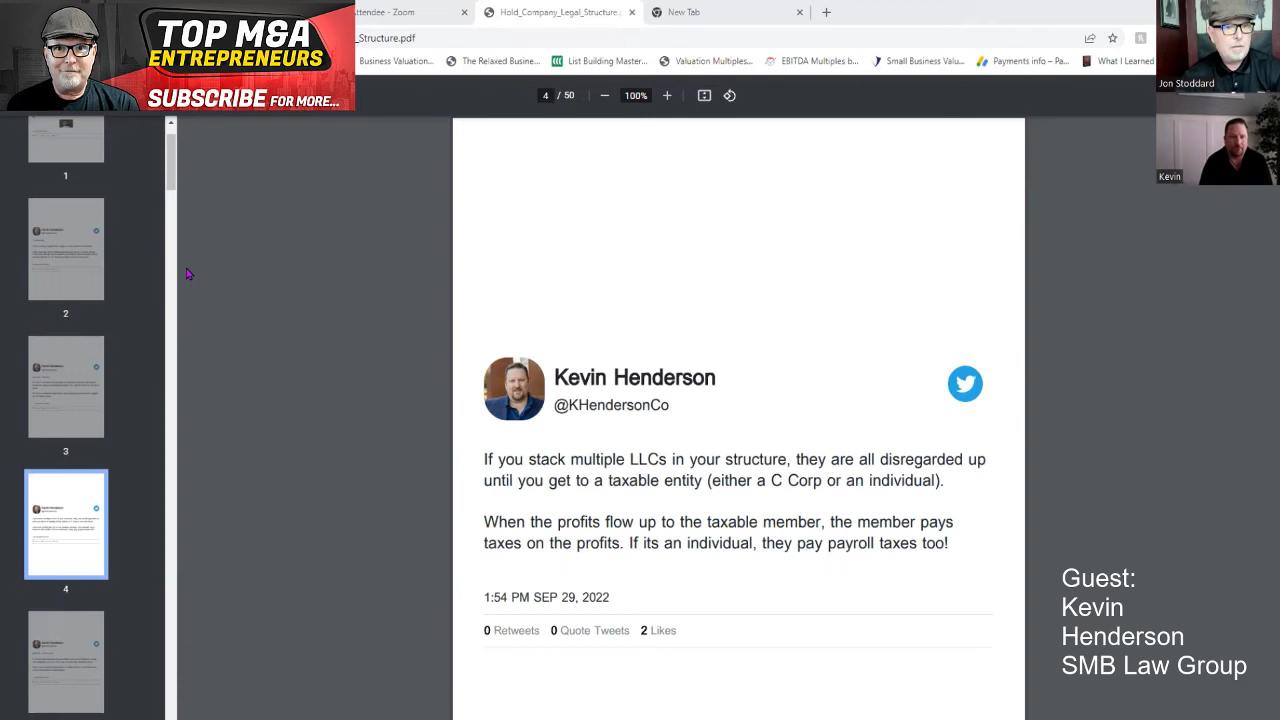 TOP M&A
ENTREPRENEURS
SUBSCRIBE FOR MORE...
Attendee - Zoom
Hold_Company_Legal_Structure.
New Tab
_Structure.pdf
Business Valuation...
The Relaxed Busine...
List Building Master...
Valuation Multiples...
EBITDA Multiples b...
Small Business Valu...
Payments info – Pa...
What I Learned
4 / 50
100%
Jon Stoddard
Kevin
1
2
3
4
Kevin Henderson
@KHendersonCo
If you stack multiple LLCs in your structure, they are all disregarded up
until you get to a taxable entity (either a C Corp or an individual).
When the profits flow up to the taxable member, the member pays
taxes on the profits. If its an individual, they pay payroll taxes too!
1:54 PM SEP 29, 2022
0 Retweets 0 Quote Tweets 2 Likes
Guest:
Kevin
Henderson
SMB Law Group